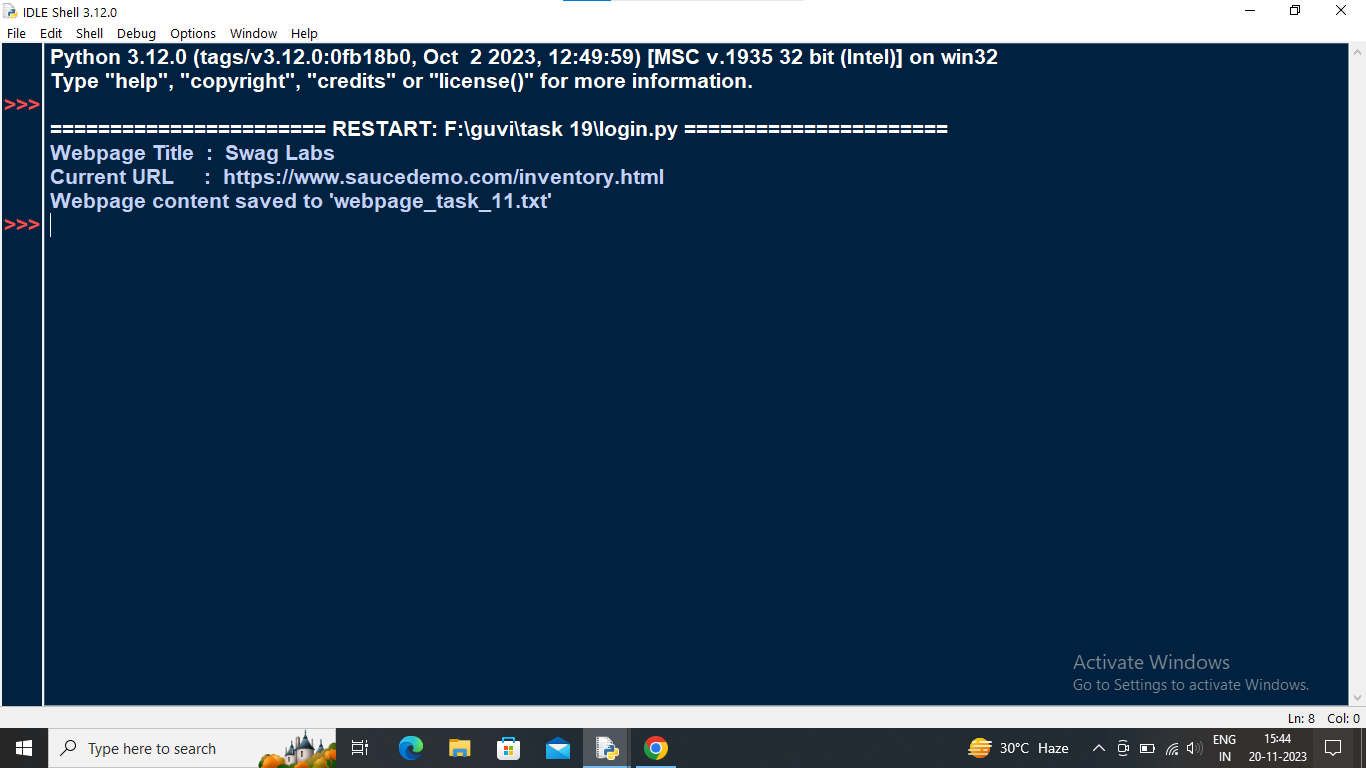 IDLE Shell 3.12.0
File Edit Shell Debug Options Window Help
Python 3.12.0 (tags/v3.12.0:0fb18b0, Oct  2 2023, 12:49:59) [MSC v.1935 32 bit (Intel)] on win32
Type "help", "copyright", "credits" or "license()" for more information.
>>>
======================= RESTART: F:\guvi\task 19\login.py ======================
Webpage Title  :  Swag Labs
Current URL     :  https://www.saucedemo.com/inventory.html
Webpage content saved to 'webpage_task_11.txt'
>>>
Activate Windows
Go to Settings to activate Windows.
Ln: 8 Col: 0
Type here to search
30°C Haze
ENG
IN
15:44
20-11-2023